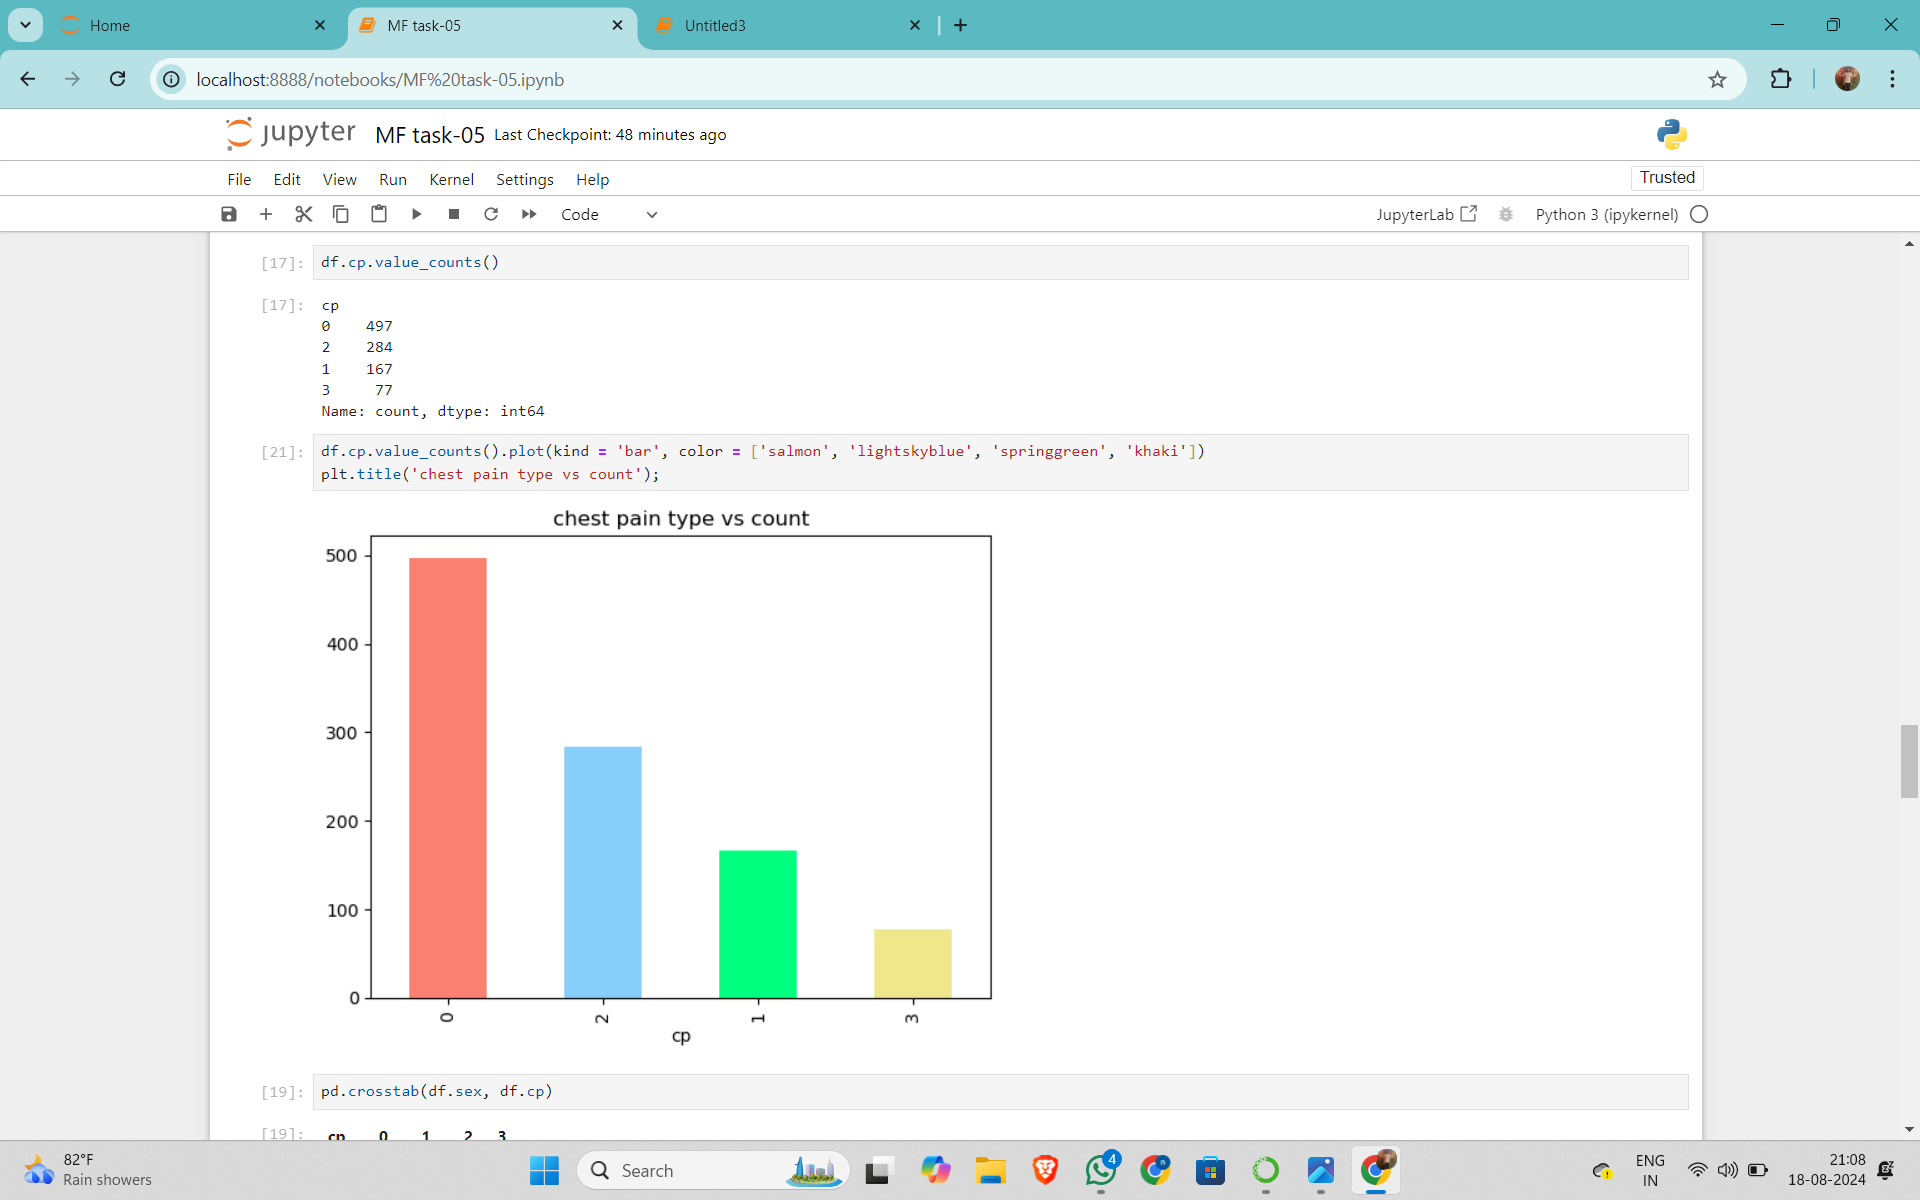 Home
MF task-05
Untitled3
localhost:8888/notebooks/MF%20task-05.ipynb
jupyter MF task-05 Last Checkpoint: 48 minutes ago
File Edit View Run Kernel Settings Help
Trusted
Code
JupyterLab
Python 3 (ipykernel)
[17]: df.cp.value_counts()
[17]: cp
0 497
2 284
1 167
3 77
Name: count, dtype: int64
[21]: df.cp.value_counts().plot(kind = 'bar', color = ['salmon', 'lightskyblue', 'springgreen', 'khaki'])
plt.title('chest pain type vs count');
chest pain type vs count
500
400
300
200
100
0
0 2 1 3
cp
[19]: pd.crosstab(df.sex, df.cp)
[19]: cp 0 1 2 3
82°F
Rain showers
Search
4
ENG
IN
21:08
18-08-2024